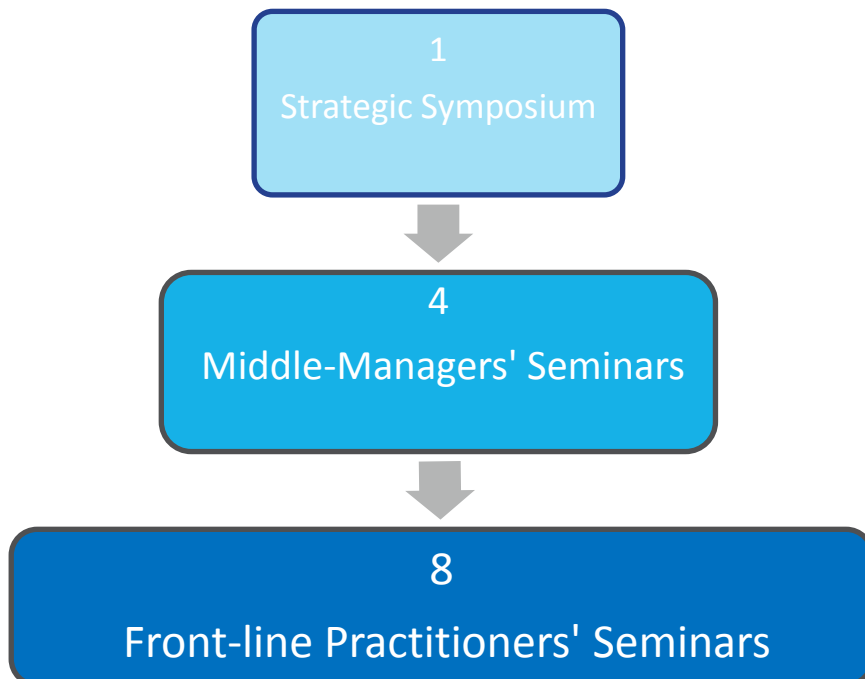 1
Strategic Symposium
4
Middle-Managers' Seminars
8
Front-line Practitioners' Seminars